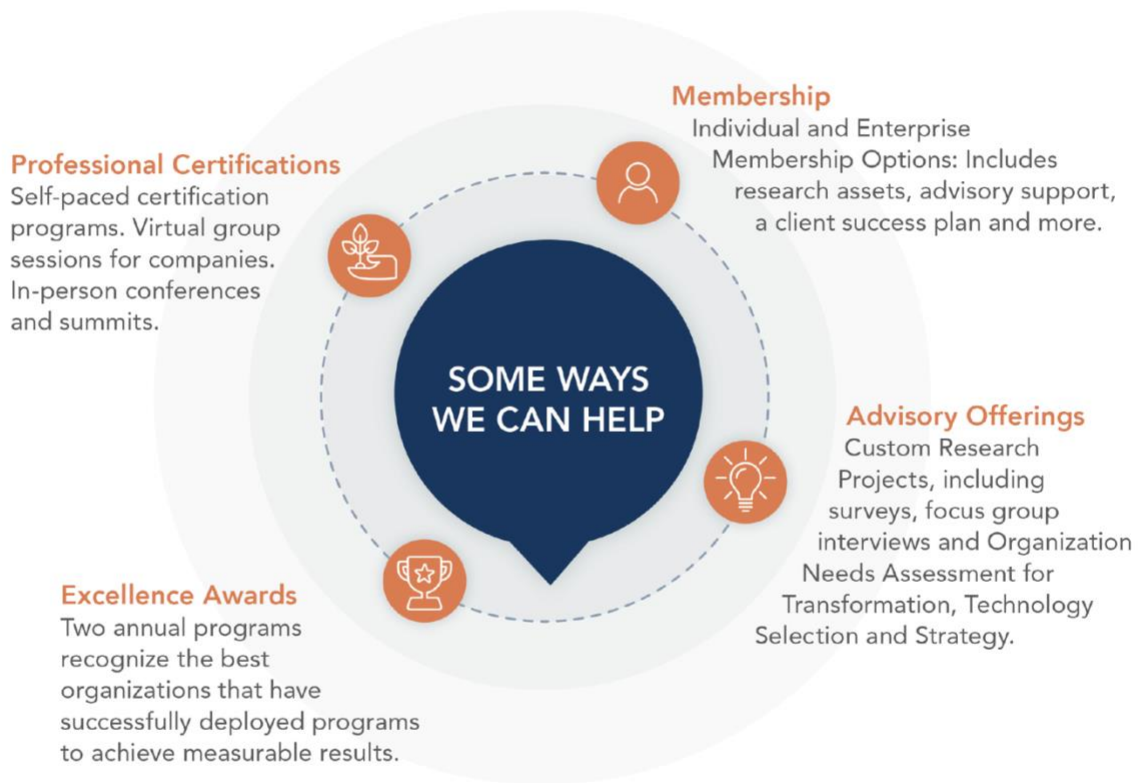 Membership
Individual and Enterprise
Membership Options: Includes
research assets, advisory support,
a client success plan and more.
Professional Certifications
Self-paced certification
programs. Virtual group
sessions for companies.
In-person conferences
and summits.
SOME WAYS
WE CAN HELP
Advisory Offerings
Custom Research
Projects, including
surveys, focus group
interviews and Organization
Needs Assessment for
Transformation, Technology
Selection and Strategy.
Excellence Awards
Two annual programs
recognize the best
organizations that have
successfully deployed programs
to achieve measurable results.